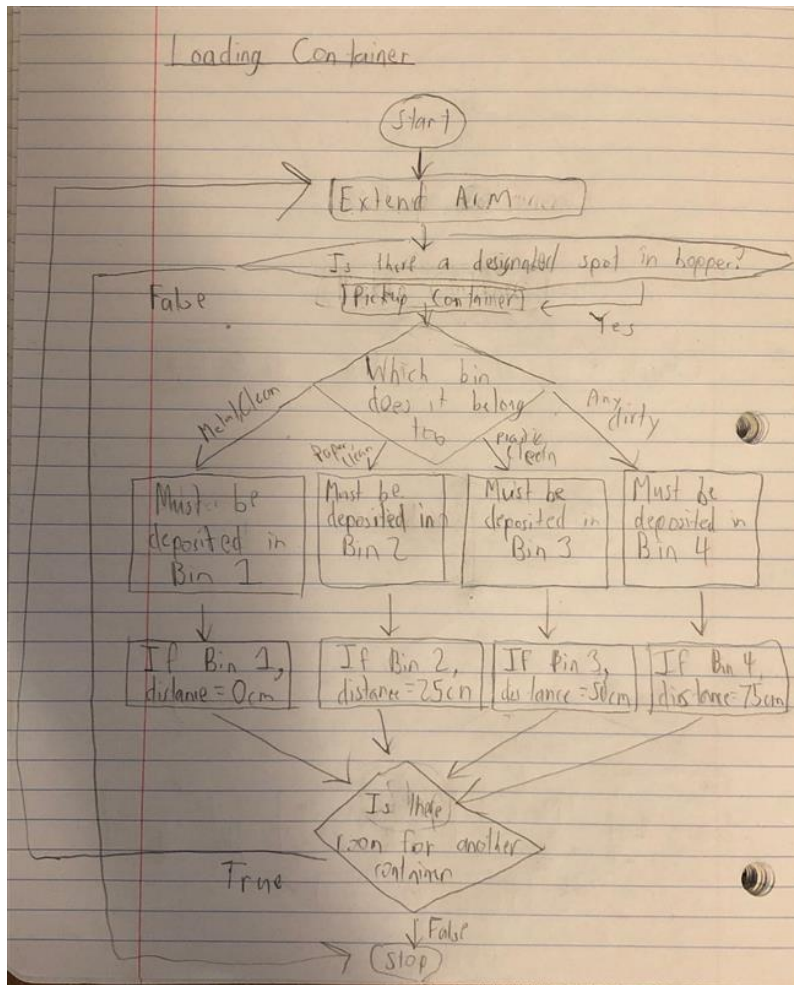 Loading Container
Start
Extend Arm
Is there a designated spot in hopper?
False
Pickup container
Yes
Which bin
does it belong
too
Metal/Clean
Paper,
clean
plastic,
clean
Any
dirty
Must be
deposited in
Bin 1
Must be
deposited in
Bin 2
Must be
deposited in
Bin 3
Must be
deposited in
Bin 4
If Bin 1,
distance = 0cm
If Bin 2,
distance = 25cm
If Bin 3,
distance = 50cm
If Bin 4,
distance = 75cm
Is there
room for another
container
True
False
Stop